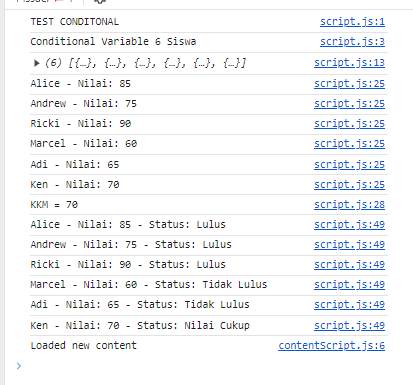 TEST CONDITONAL script.js:1
Conditional Variable 6 Siswa script.js:3
(6) [{…}, {…}, {…}, {…}, {…}, {…}] script.js:13
Alice - Nilai: 85 script.js:25
Andrew - Nilai: 75 script.js:25
Ricki - Nilai: 90 script.js:25
Marcel - Nilai: 60 script.js:25
Adi - Nilai: 65 script.js:25
Ken - Nilai: 70 script.js:25
KKM = 70 script.js:28
Alice - Nilai: 85 - Status: Lulus script.js:49
Andrew - Nilai: 75 - Status: Lulus script.js:49
Ricki - Nilai: 90 - Status: Lulus script.js:49
Marcel - Nilai: 60 - Status: Tidak Lulus script.js:49
Adi - Nilai: 65 - Status: Tidak Lulus script.js:49
Ken - Nilai: 70 - Status: Nilai Cukup script.js:49
Loaded new content contentScript.js:6